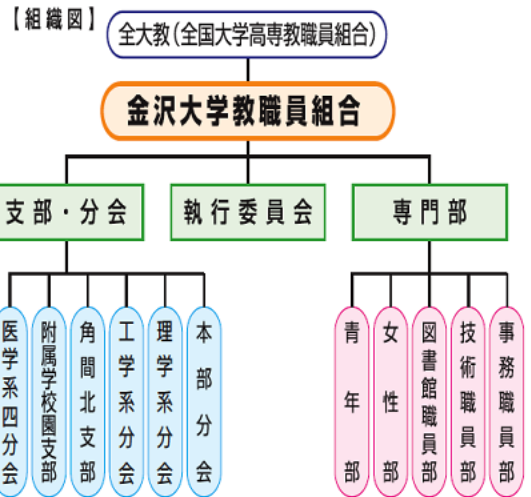 【組織図】
全大教(全国大学高専教職員組合)
金沢大学教職員組合
支部・分会
執行委員会
専門部
医学系四分会
附属学校園支部
角間北支部
工学系分会
理学系分会
本部分会
青年部
女性部
図書館職員部
技術職員部
事務職員部